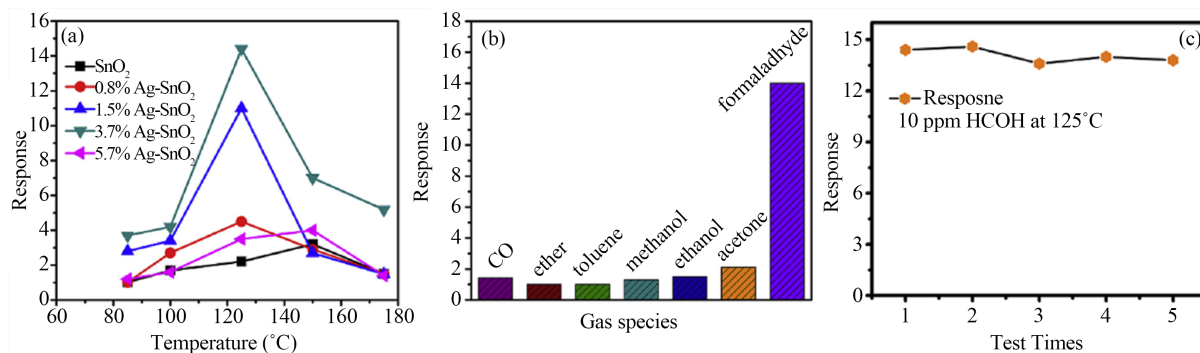 (a)
16
14
12
10
8
6
4
2
0
Response
SnO₂
0.8% Ag-SnO₂
1.5% Ag-SnO₂
3.7% Ag-SnO₂
5.7% Ag-SnO₂
60 80 100 120 140 160 180
Temperature (˚C)
(b)
18
16
14
12
10
8
6
4
2
0
Response
CO
ether
toluene
methanol
ethanol
acetone
formaladhyde
Gas species
(c)
15
12
9
6
3
0
Response
Resposne
10 ppm HCOH at 125˚C
1 2 3 4 5
Test Times